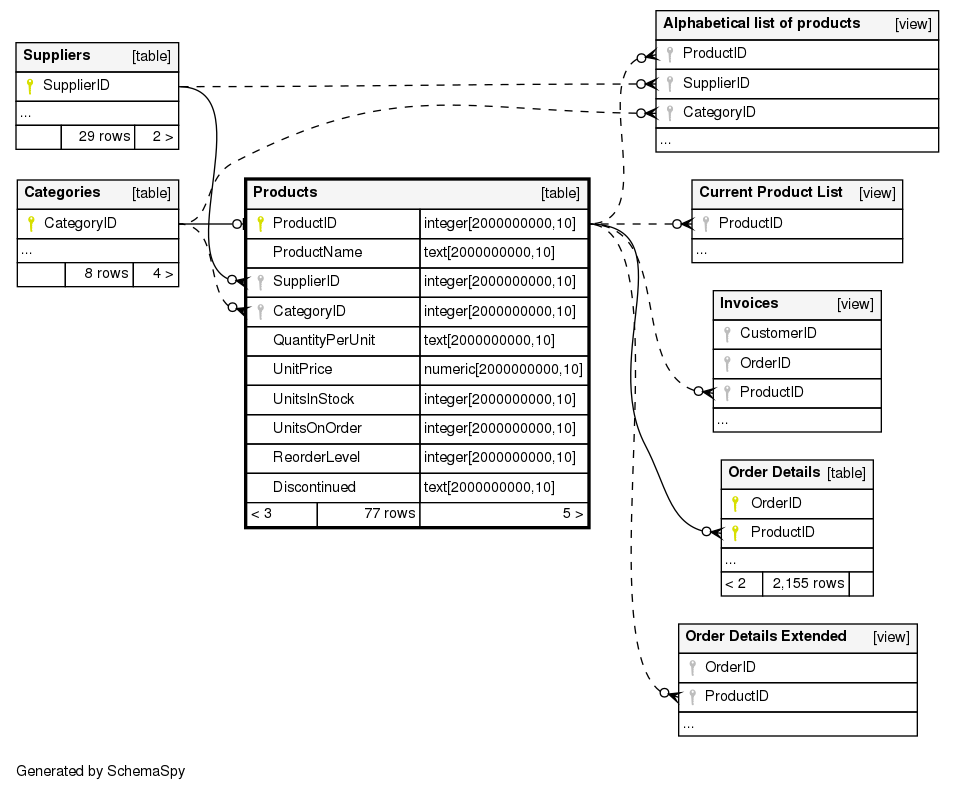 Suppliers [table]
SupplierID
...
29 rows 2 >
Categories [table]
CategoryID
...
8 rows 4 >
Products [table]
ProductID integer[2000000000,10]
ProductName text[2000000000,10]
SupplierID integer[2000000000,10]
CategoryID integer[2000000000,10]
QuantityPerUnit text[2000000000,10]
UnitPrice numeric[2000000000,10]
UnitsInStock integer[2000000000,10]
UnitsOnOrder integer[2000000000,10]
ReorderLevel integer[2000000000,10]
Discontinued text[2000000000,10]
< 3 77 rows 5 >
Alphabetical list of products [view]
ProductID
SupplierID
CategoryID
...
Current Product List [view]
ProductID
...
Invoices [view]
CustomerID
OrderID
ProductID
...
Order Details [table]
OrderID
ProductID
...
< 2 2,155 rows
Order Details Extended [view]
OrderID
ProductID
...
Generated by SchemaSpy